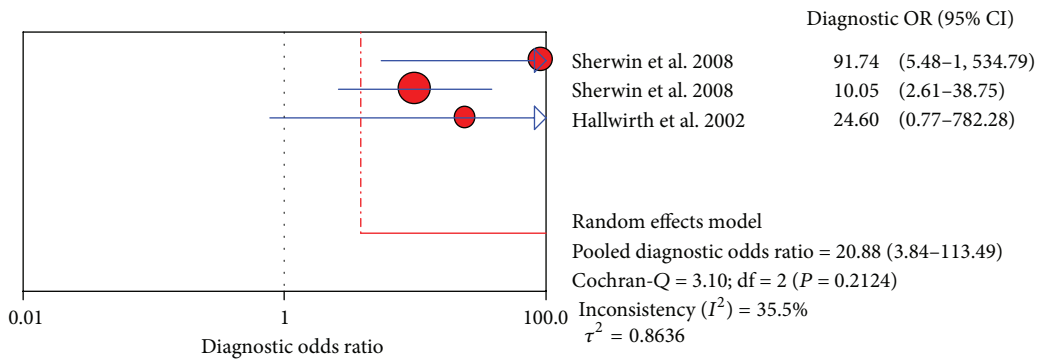 Diagnostic OR (95% CI)
Sherwin et al. 2008 91.74 (5.48–1, 534.79)
Sherwin et al. 2008 10.05 (2.61–38.75)
Hallwirth et al. 2002 24.60 (0.77–782.28)
Random effects model
Pooled diagnostic odds ratio = 20.88 (3.84–113.49)
Cochran-Q = 3.10; df = 2 (P = 0.2124)
Inconsistency (I²) = 35.5%
τ² = 0.8636
0.01 1 100.0
Diagnostic odds ratio